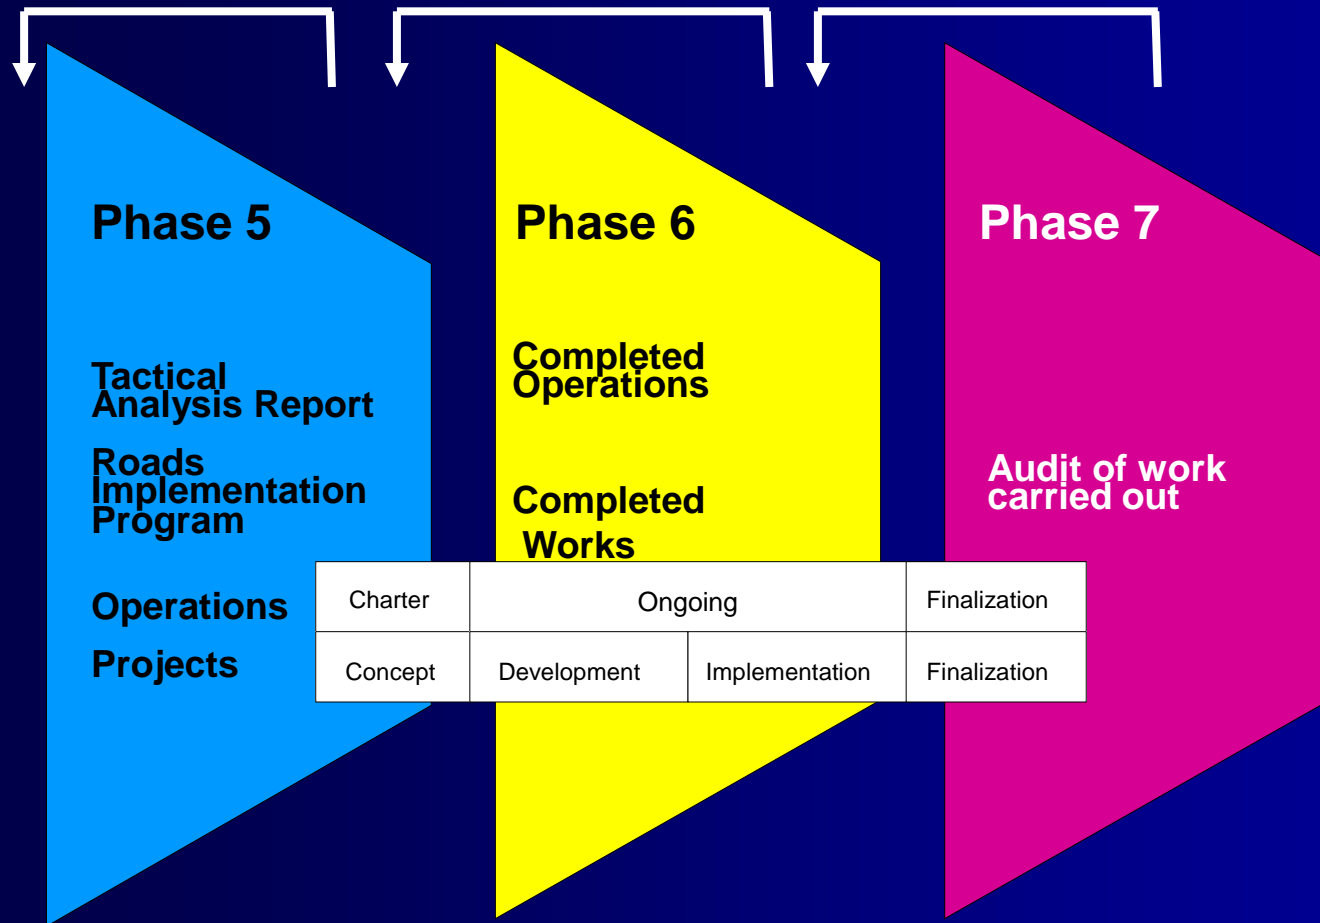 Phase 5
Tactical
Analysis Report
Roads
Implementation
Program
Operations
Projects
Phase 6
Completed
Operations
Completed
Works
Phase 7
Audit of work
carried out
Charter Ongoing Finalization
Concept Development Implementation Finalization